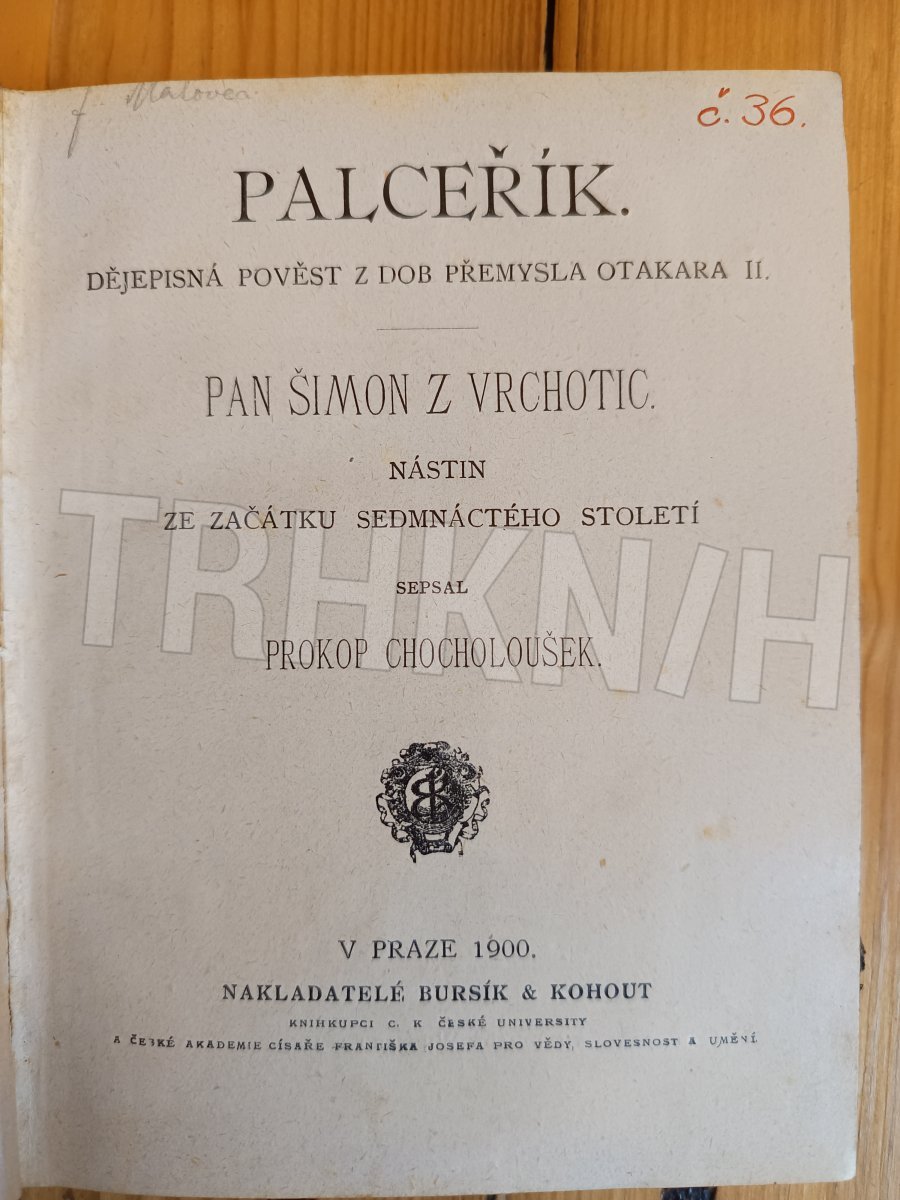 č. 36.
PALCEŘÍK.
DĚJEPISNÁ POVĚST Z DOB PŘEMYSLA OTAKARA II.
PAN ŠIMON Z VRCHOTIC.
NÁSTIN
ZE ZAČÁTKU SEDMNÁCTÉHO STOLETÍ
TRHKNIH
SEPSAL
PROKOP CHOCHOLOUŠEK.
V PRAZE 1900.
NAKLADATELÉ BURSÍK & KOHOUT
KNIHKUPCI C. K ČESKÉ UNIVERSITY
A ČESKÉ AKADEMIE CÍSAŘE FRANTIŠKA JOSEFA PRO VĚDY, SLOVESNOST A UMĚNÍ.